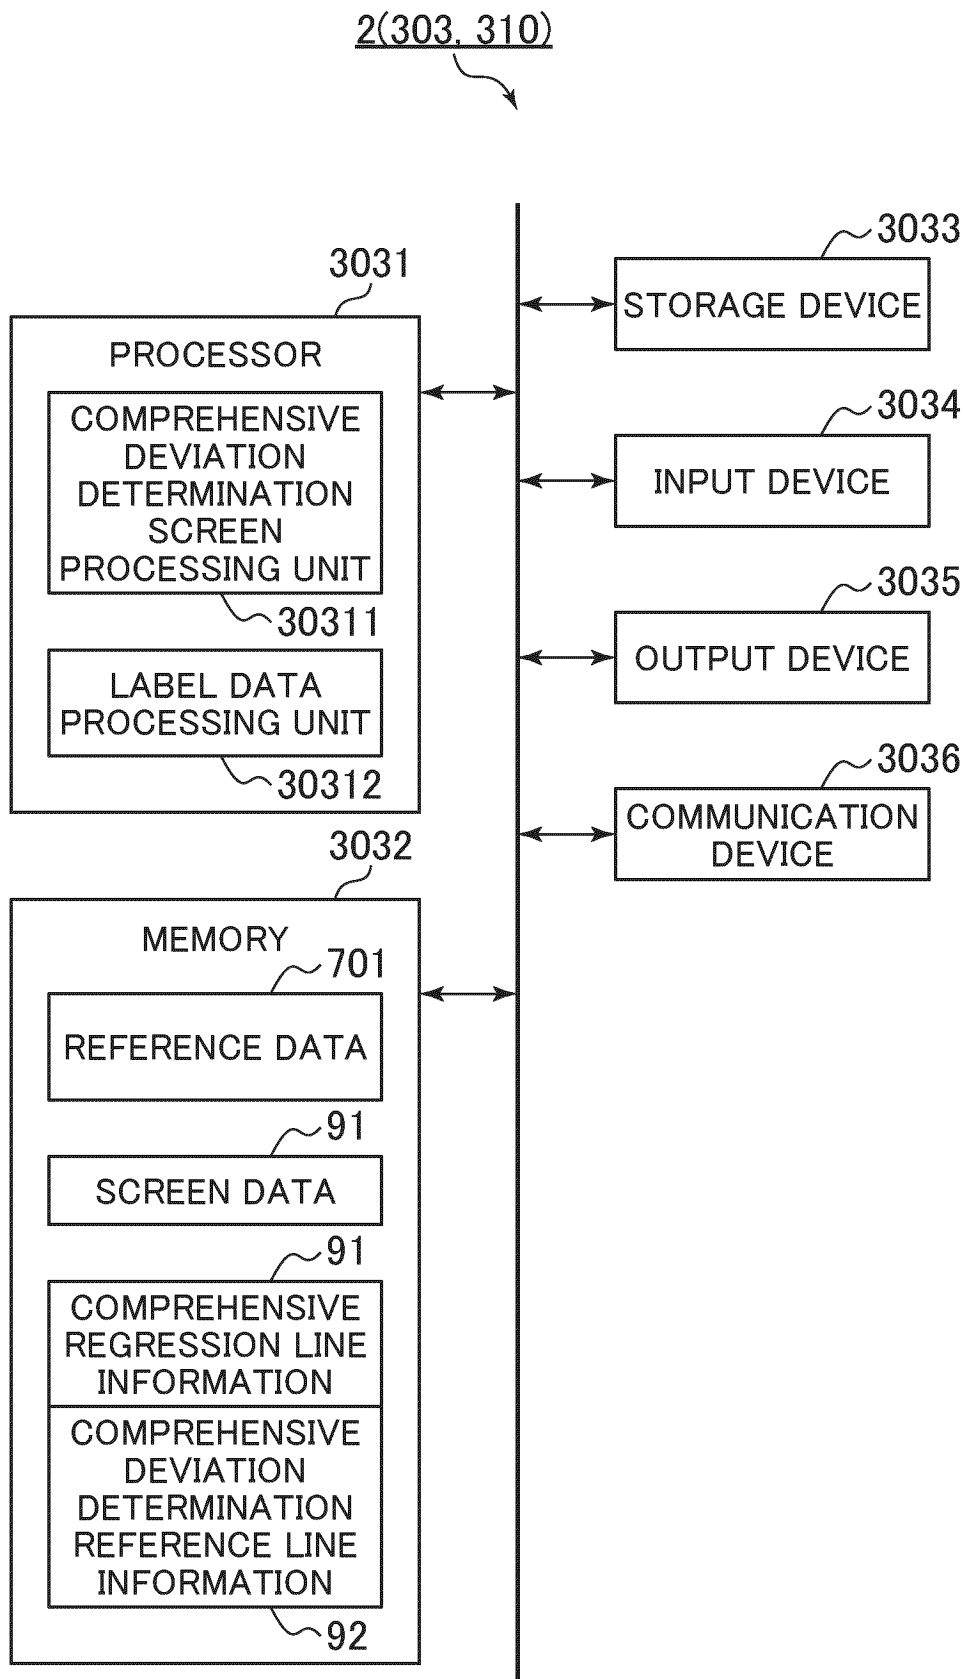 2(303, 310)
3031
PROCESSOR
COMPREHENSIVE
DEVIATION
DETERMINATION
SCREEN
PROCESSING UNIT
30311
LABEL DATA
PROCESSING UNIT
30312
3032
MEMORY
701
REFERENCE DATA
91
SCREEN DATA
91
COMPREHENSIVE
REGRESSION LINE
INFORMATION
COMPREHENSIVE
DEVIATION
DETERMINATION
REFERENCE LINE
INFORMATION
92
3033
STORAGE DEVICE
3034
INPUT DEVICE
3035
OUTPUT DEVICE
3036
COMMUNICATION
DEVICE